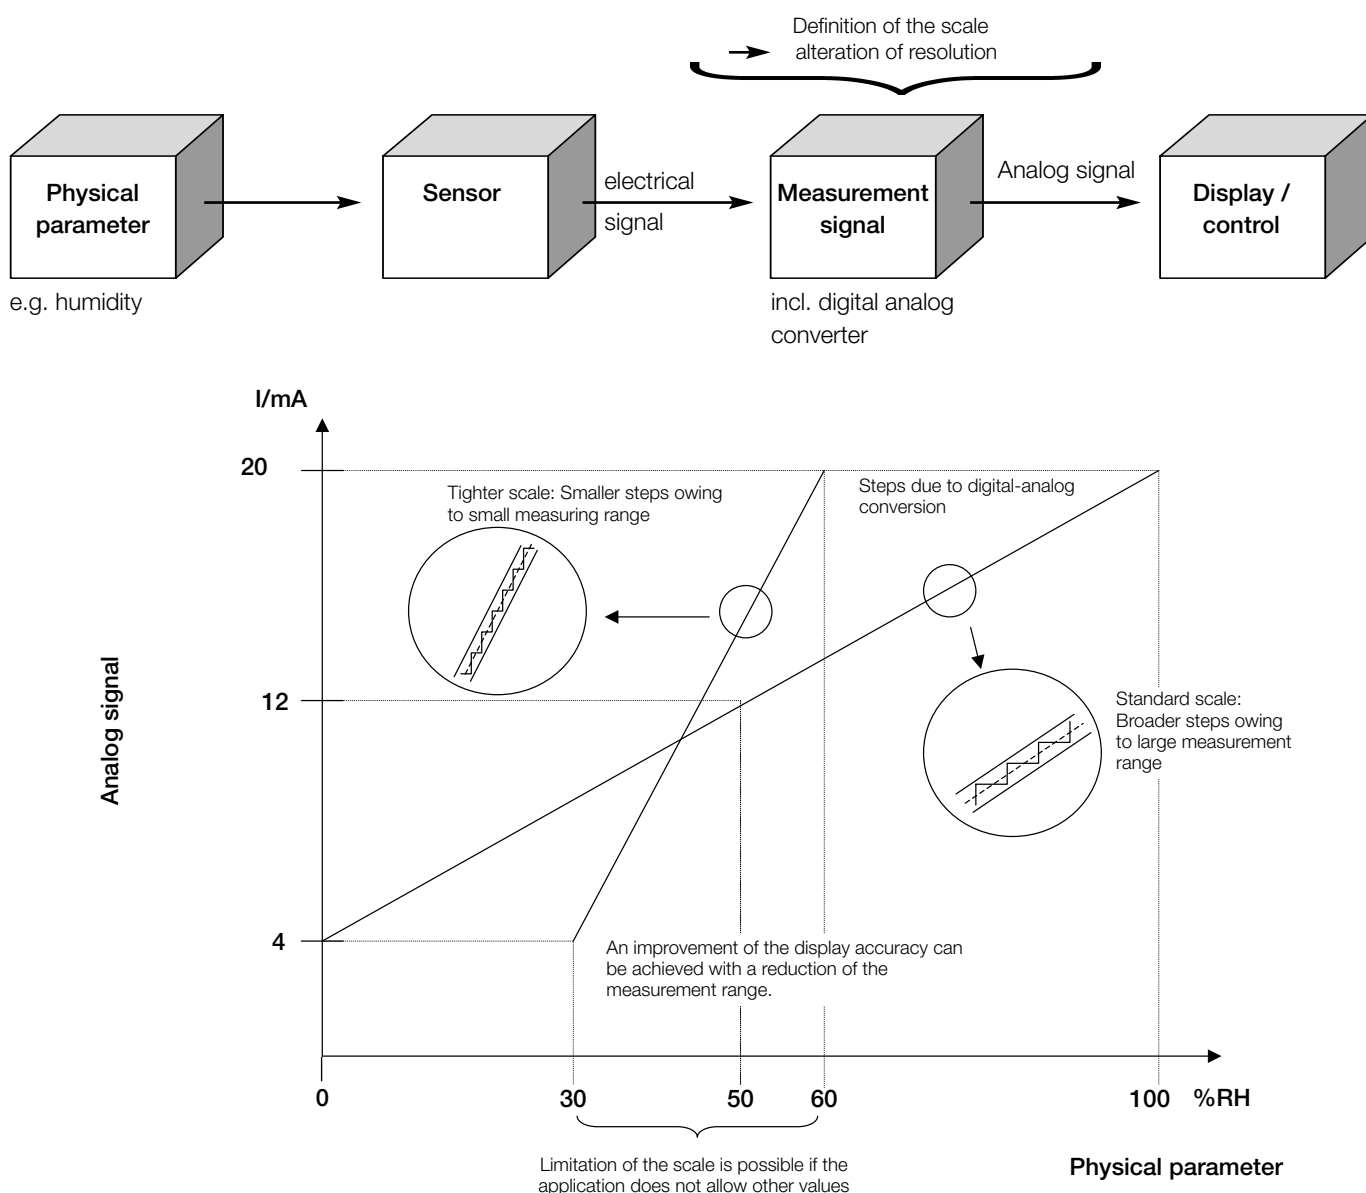 Definition of the scale
alteration of resolution
Physical
parameter
Sensor
electrical
signal
Measurement
signal
Analog signal
Display /
control
e.g. humidity
incl. digital analog
converter
I/mA
20
Tighter scale: Smaller steps owing
to small measuring range
Steps due to digital-analog
conversion
Analog signal
12
Standard scale:
Broader steps owing
to large measurement
range
4
An improvement of the display accuracy can
be achieved with a reduction of the
measurement range.
0
30
50
60
100
%RH
Limitation of the scale is possible if the
application does not allow other values
Physical parameter